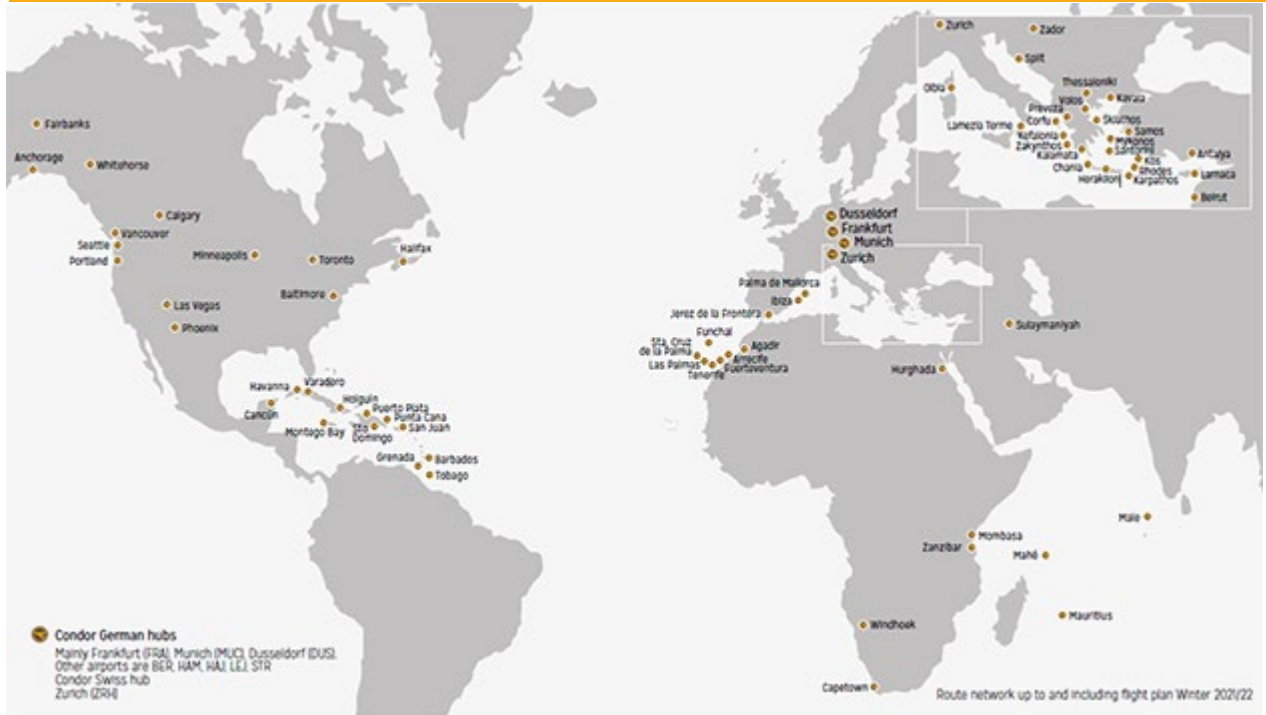 Fairbanks
Anchorage
Whitehorse
Calgary
Vancouver
Seattle
Portland
Minneapolis
Toronto
Halifax
Baltimore
Las Vegas
Phoenix
Havanna
Varadero
Cancún
Holguin
Puerto Plata
Punta Cana
Montego Bay
Sto
Domingo
San Juan
Grenada
Barbados
Tobago
Dusseldorf
Frankfurt
Munich
Zurich
Palma de Mallorca
Ibiza
Jerez de la Frontera
Funchal
Sta. Cruz
de la Palma
Agadir
Las Palmas
Arrecife
Fuerteventura
Tenerife
Hurghada
Sulaymaniyah
Male
Mombasa
Zanzibar
Mahé
Mauritius
Windhoek
Capetown
Zurich
Zador
Split
Olbia
Thessaloniki
Volos
Kavala
Preveza
Lamezia Terme
Corfu
Skiathos
Kefalonia
Samos
Zakynthos
Mykonos
Kalamata
Santorini
Antalya
Chania
Kos
Heraklion
Rhodes
Karpathos
Larnaca
Beirut
Condor German hubs
Mainly Frankfurt (FRA), Munich (MUC), Dusseldorf (DUS).
Other airports are BER, HAM, HAJ, LEJ, STR
Condor Swiss hub
Zurich (ZRH)
Route network up to and including flight plan Winter 2021/22